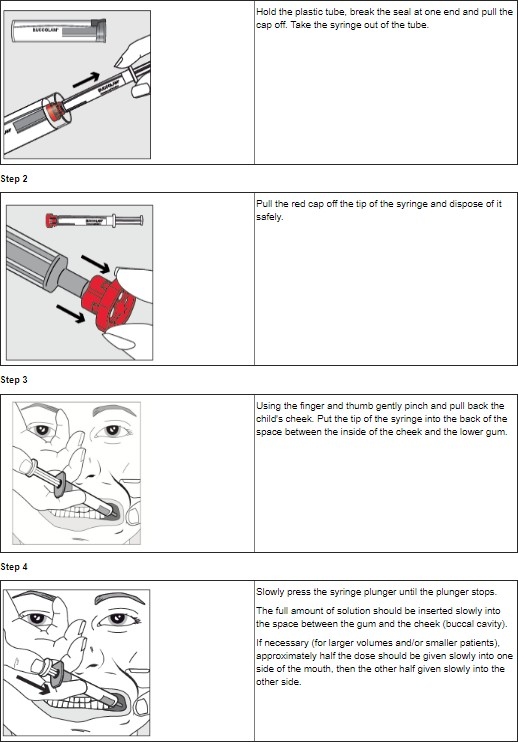 BUCCOLAM
Hold the plastic tube, break the seal at one end and pull the
cap off. Take the syringe out of the tube.
Step 2
Pull the red cap off the tip of the syringe and dispose of it
safely.
Step 3
Using the finger and thumb gently pinch and pull back the
child's cheek. Put the tip of the syringe into the back of the
space between the inside of the cheek and the lower gum.
Step 4
Slowly press the syringe plunger until the plunger stops.
The full amount of solution should be inserted slowly into
the space between the gum and the cheek (buccal cavity).
If necessary (for larger volumes and/or smaller patients),
approximately half the dose should be given slowly into one
side of the mouth, then the other half given slowly into the
other side.